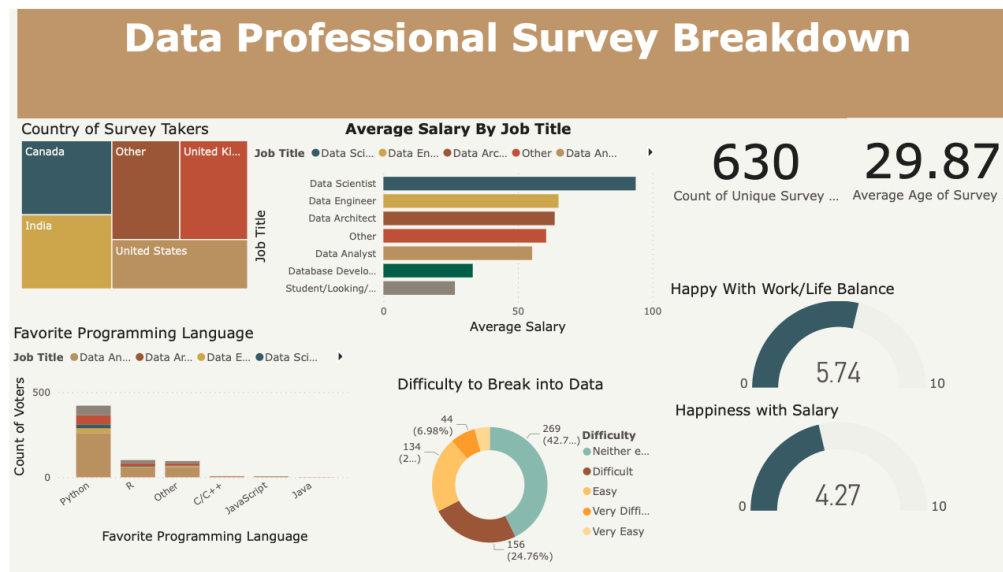 Data Professional Survey Breakdown
Country of Survey Takers
Canada
Other
United Ki...
India
United States
Average Salary By Job Title
Job Title Data Sci... Data En... Data Arc... Other Data An...
Job Title
Data Scientist
Data Engineer
Data Architect
Other
Data Analyst
Database Develo...
Student/Looking/...
0 50 100
Average Salary
630
Count of Unique Survey ...
29.87
Average Age of Survey
Favorite Programming Language
Job Title Data An... Data Ar... Data E... Data Sci...
Count of Voters
500
0
Python R Other C/C++ JavaScript Java
Favorite Programming Language
Difficulty to Break into Data
44
(6.98%)
134
(2...)
269
(42.7...)
156
(24.76%)
Difficulty
Neither e...
Difficult
Easy
Very Diffi...
Very Easy
Happy With Work/Life Balance
0 5.74 10
Happiness with Salary
0 4.27 10